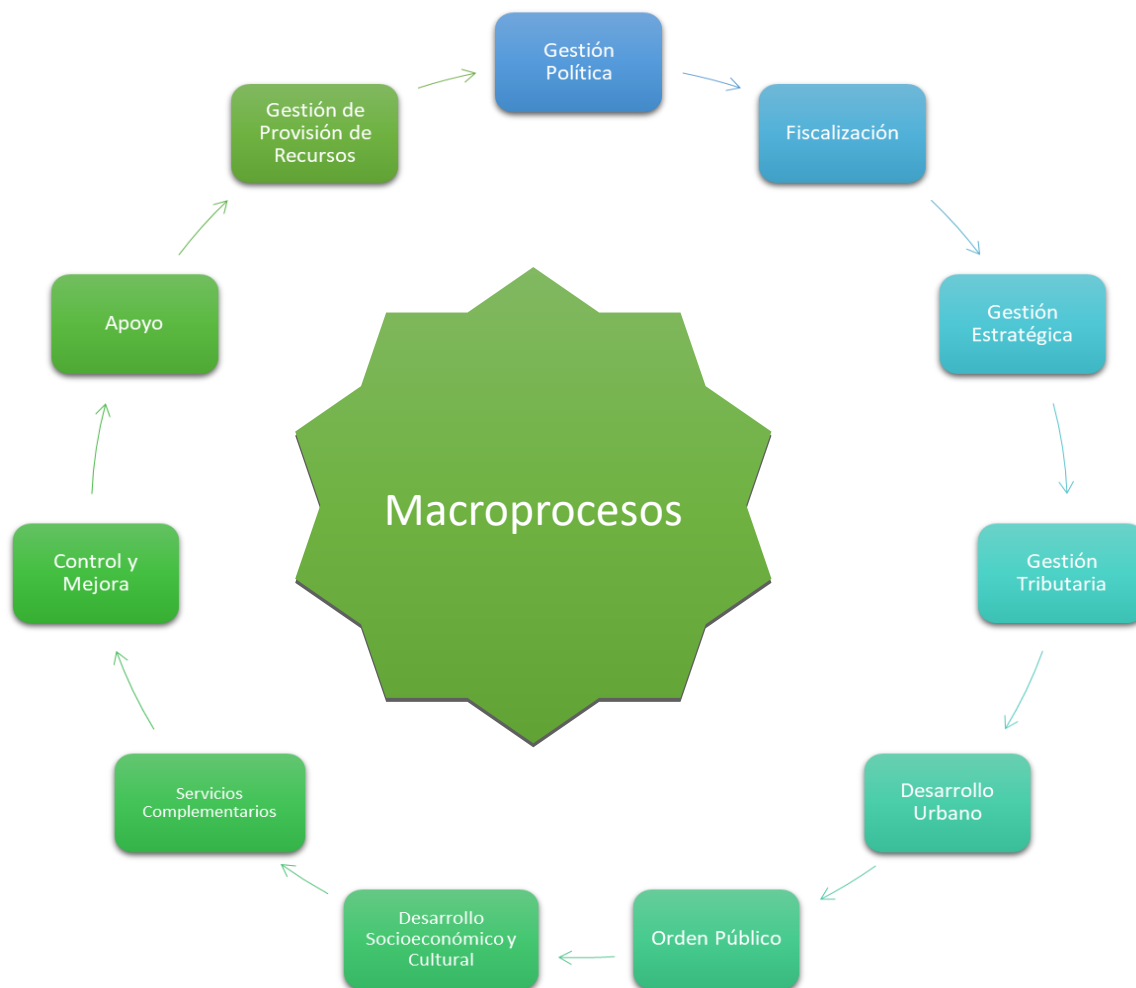 Gestión
Política
Fiscalización
Gestión
Estratégica
Gestión
Tributaria
Desarrollo
Urbano
Orden Público
Desarrollo
Socioeconómico y
Cultural
Servicios
Complementarios
Control y
Mejora
Apoyo
Gestión de
Provisión de
Recursos
Macroprocesos